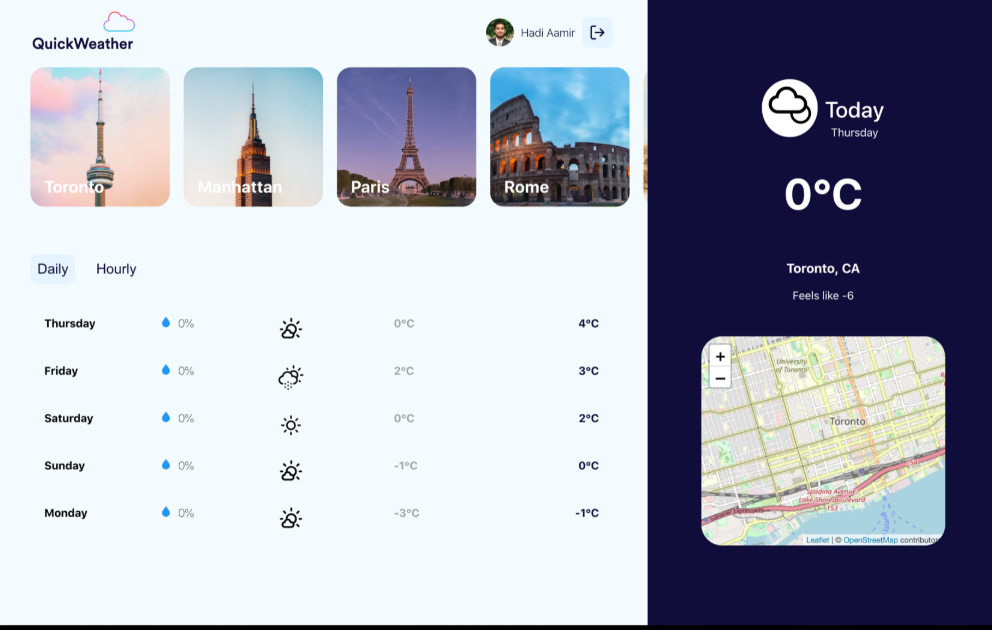 QuickWeather
Hadi Aamir
Toronto
Manhattan
Paris
Rome
Daily
Hourly
Thursday 0% 0°C 4°C
Friday 0% 2°C 3°C
Saturday 0% 0°C 2°C
Sunday 0% -1°C 0°C
Monday 0% -3°C -1°C
Today
Thursday
0°C
Toronto, CA
Feels like -6
+
−
University
of Toronto
Toronto
Spadina Avenue
Lake Shore Boulevard
Leaflet | © OpenStreetMap contributor